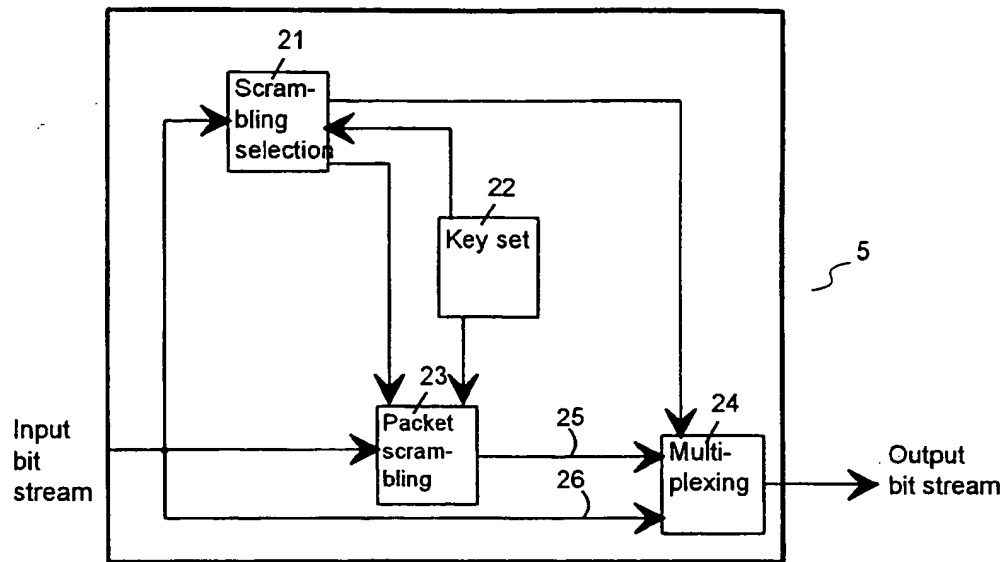 21
Scram-
bling
selection
22
Key set
5
23
Packet
scram-
bling
25
26
24
Multi-
plexing
Input
bit
stream
Output
bit stream